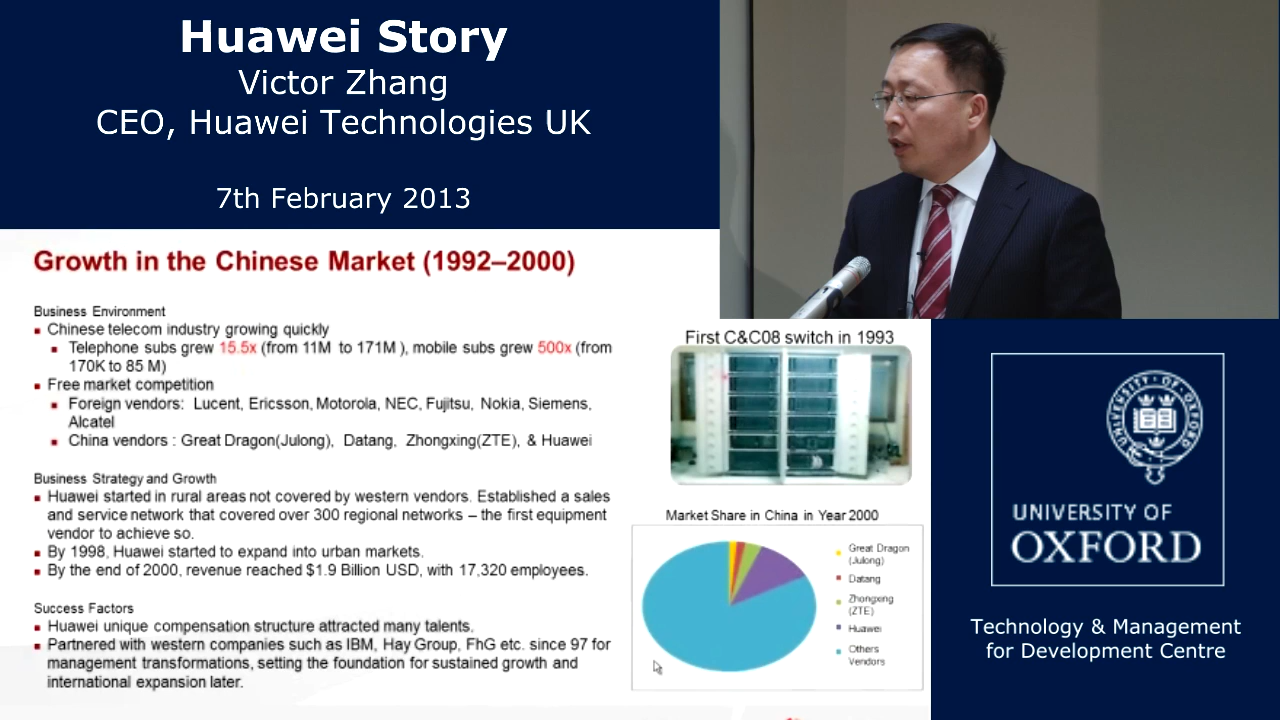 Huawei Story
Victor Zhang
CEO, Huawei Technologies UK
7th February 2013
Growth in the Chinese Market (1992–2000)
Business Environment
Chinese telecom industry growing quickly
Telephone subs grew 15.5x (from 11M to 171M ), mobile subs grew 500x (from
170K to 85 M)
Free market competition
Foreign vendors: Lucent, Ericsson, Motorola, NEC, Fujitsu, Nokia, Siemens,
Alcatel
China vendors : Great Dragon(Julong), Datang, Zhongxing(ZTE), & Huawei
Business Strategy and Growth
Huawei started in rural areas not covered by western vendors. Established a sales
and service network that covered over 300 regional networks – the first equipment
vendor to achieve so.
By 1998, Huawei started to expand into urban markets.
By the end of 2000, revenue reached $1.9 Billion USD, with 17,320 employees.
Success Factors
Huawei unique compensation structure attracted many talents.
Partnered with western companies such as IBM, Hay Group, FhG etc. since 97 for
management transformations, setting the foundation for sustained growth and
international expansion later.
First C&C08 switch in 1993
Market Share in China in Year 2000
Great Dragon
(Julong)
Datang
Zhongxing
(ZTE)
Huawei
Others
Vendors
UNIVERSITY OF OXFORD
UNIVERSITY OF
OXFORD
Technology & Management
for Development Centre